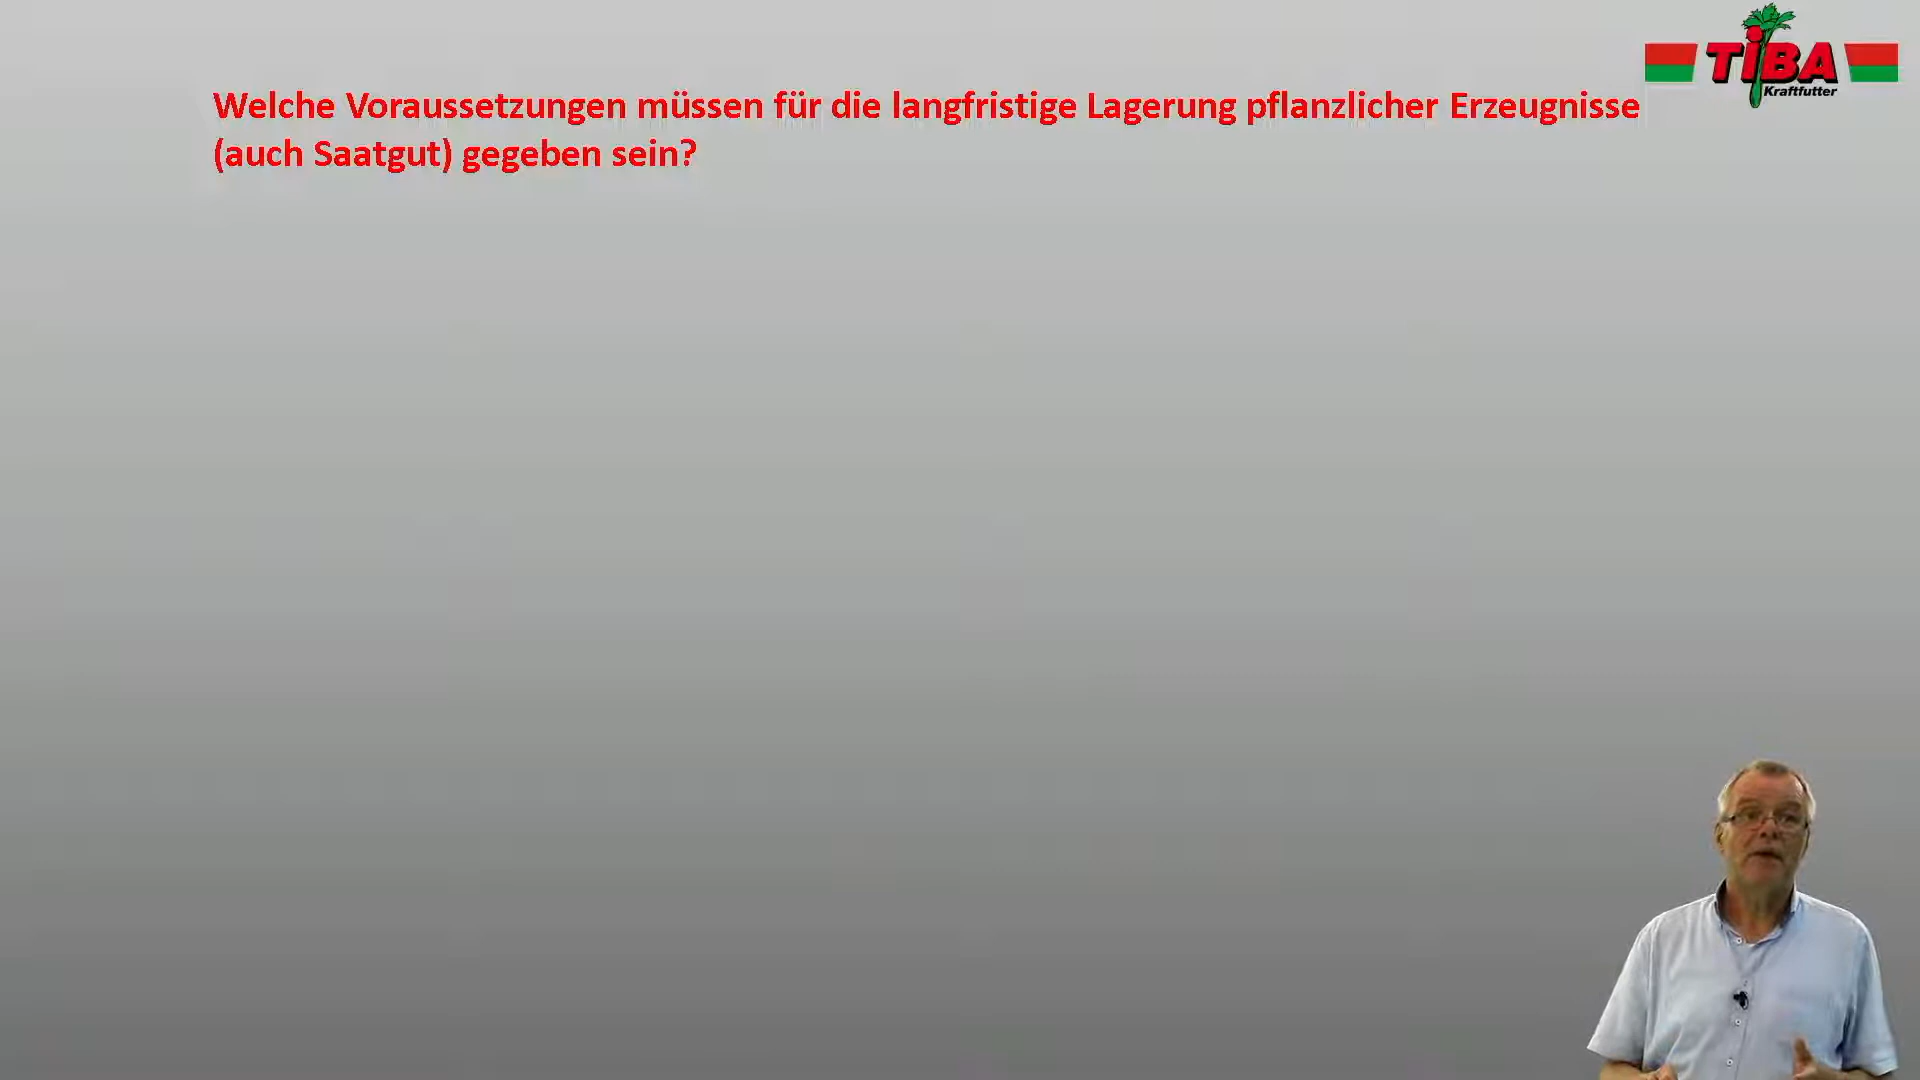 TiBA
Kraftfutter
Welche Voraussetzungen müssen für die langfristige Lagerung pflanzlicher Erzeugnisse
(auch Saatgut) gegeben sein?